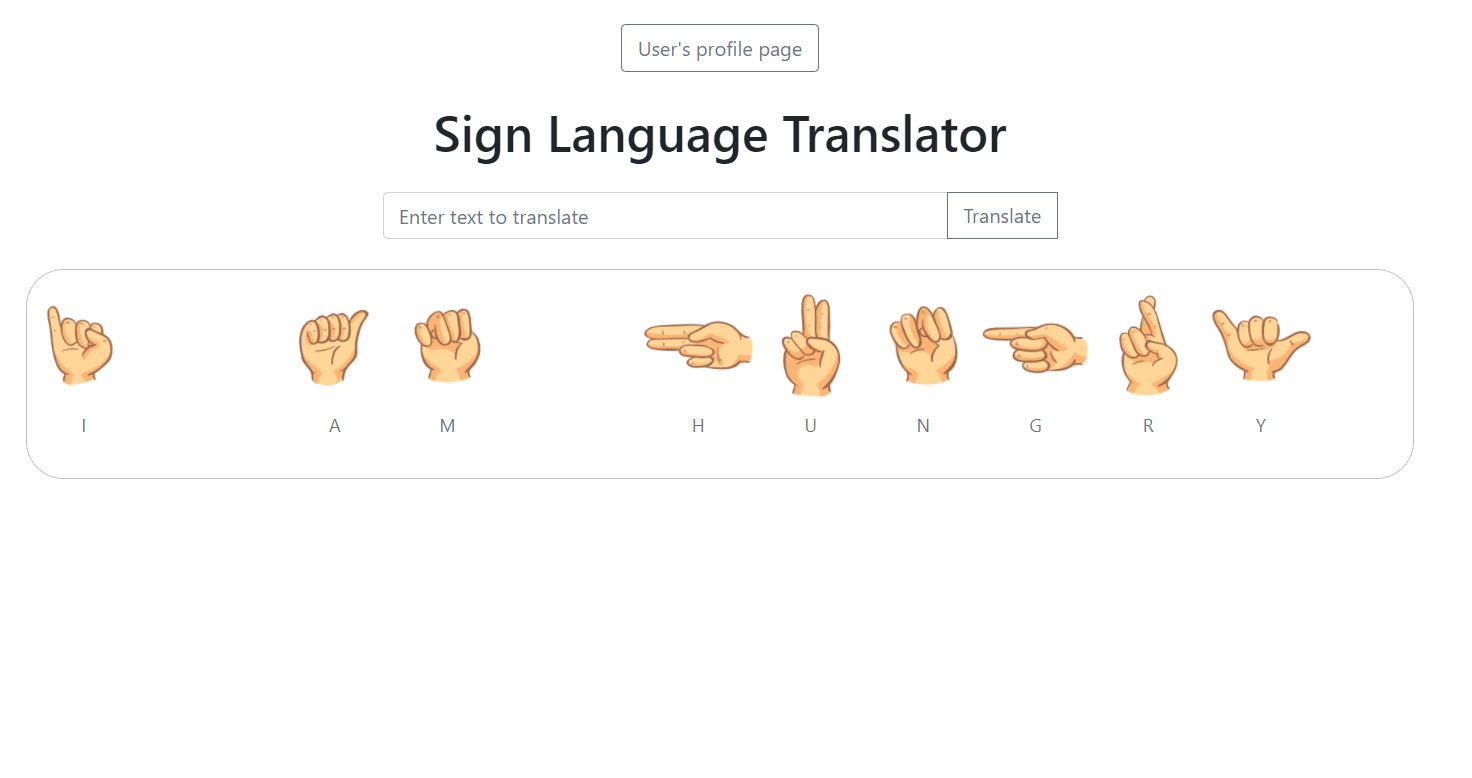 User's profile page
Sign Language Translator
Enter text to translate
Translate
I A M H U N G R Y